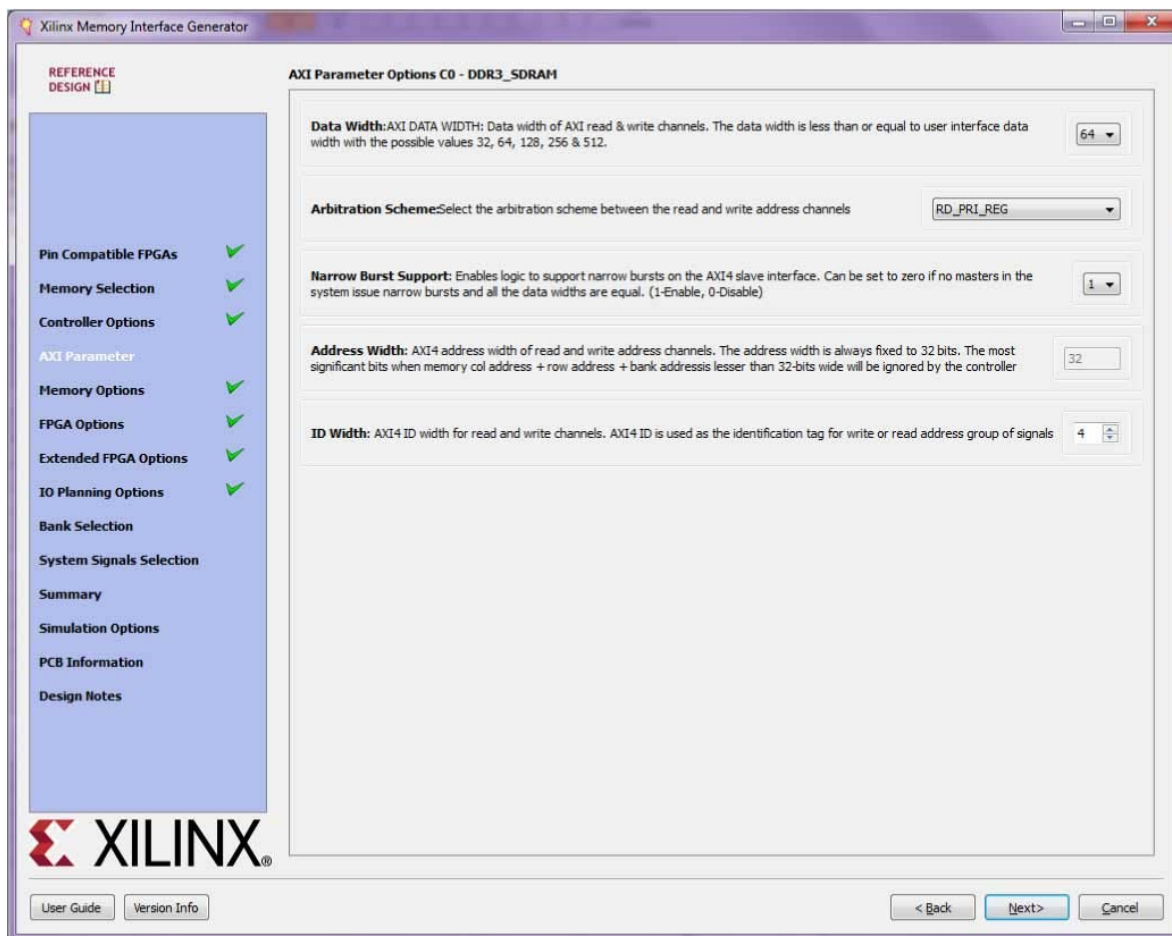 Xilinx Memory Interface Generator
REFERENCE
DESIGN
Pin Compatible FPGAs
Memory Selection
Controller Options
AXI Parameter
Memory Options
FPGA Options
Extended FPGA Options
IO Planning Options
Bank Selection
System Signals Selection
Summary
Simulation Options
PCB Information
Design Notes
XILINX®
AXI Parameter Options C0 - DDR3_SDRAM
Data Width:AXI DATA WIDTH: Data width of AXI read & write channels. The data width is less than or equal to user interface data
width with the possible values 32, 64, 128, 256 & 512.
64
Arbitration Scheme:Select the arbitration scheme between the read and write address channels
RD_PRI_REG
Narrow Burst Support: Enables logic to support narrow bursts on the AXI4 slave interface. Can be set to zero if no masters in the
system issue narrow bursts and all the data widths are equal. (1-Enable, 0-Disable)
1
Address Width: AXI4 address width of read and write address channels. The address width is always fixed to 32 bits. The most
significant bits when memory col address + row address + bank addressis lesser than 32-bits wide will be ignored by the controller
32
ID Width: AXI4 ID width for read and write channels. AXI4 ID is used as the identification tag for write or read address group of signals
4
User Guide
Version Info
< Back
Next>
Cancel